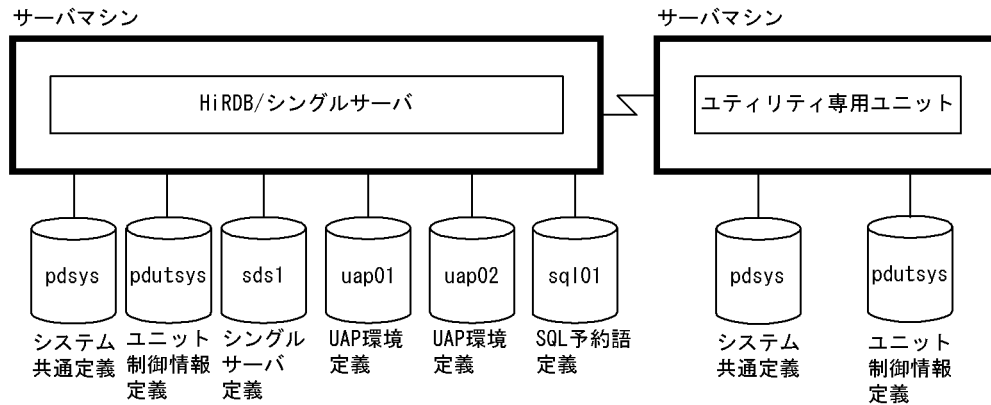 サーバマシン
サーバマシン
HiRDB/シングルサーバ
ユティリティ専用ユニット
pdsys
pdutsys
sds1
uap01
uap02
sql01
pdsys
pdutsys
システム
共通定義
ユニット
制御情報
定義
シングル
サーバ
定義
UAP環境
定義
UAP環境
定義
SQL予約語
定義
システム
共通定義
ユニット
制御情報
定義